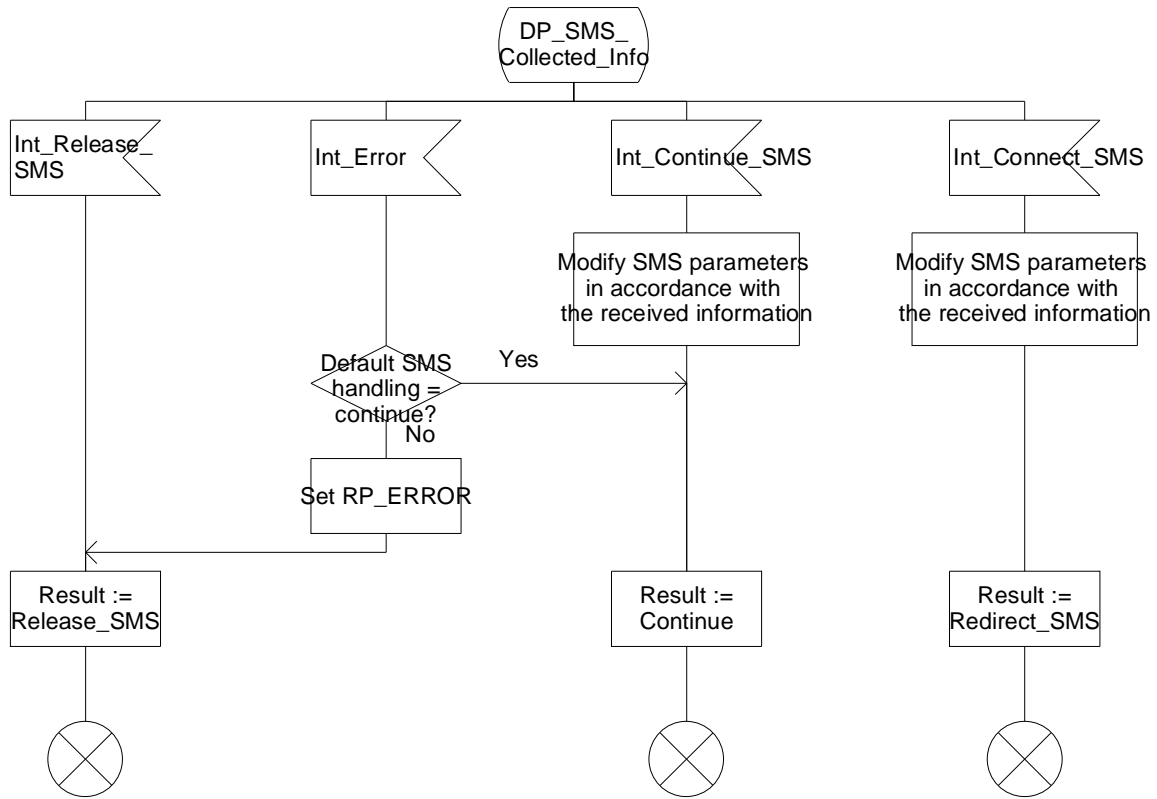 DP_SMS_
Collected_Info
Int_Release_
SMS
Int_Error
Int_Continue_SMS
Int_Connect_SMS
Modify SMS parameters
in accordance with
the received information
Modify SMS parameters
in accordance with
the received information
Default SMS
handling =
continue?
Yes
No
Set RP_ERROR
Result :=
Release_SMS
Result :=
Continue
Result :=
Redirect_SMS